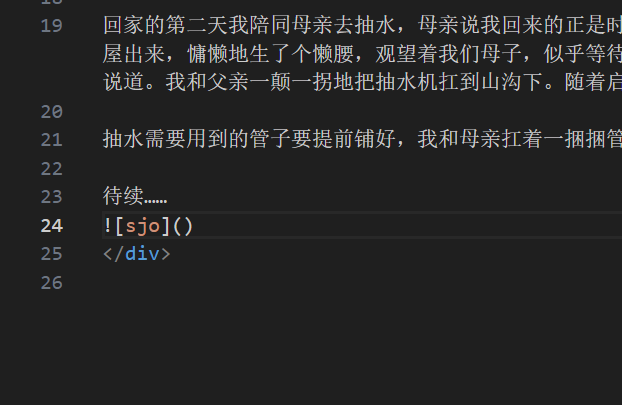 19 回家的第二天我陪同母亲去抽水，母亲说我回来的正是时
屋出来，慵懒地生了个懒腰，观望着我们母子，似乎等待
说道。我和父亲一颠一拐地把抽水机扛到山沟下。随着启
20
21 抽水需要用到的管子要提前铺好，我和母亲扛着一捆捆管
22
23 待续……
24 ![sjo]()
25 </div>
26